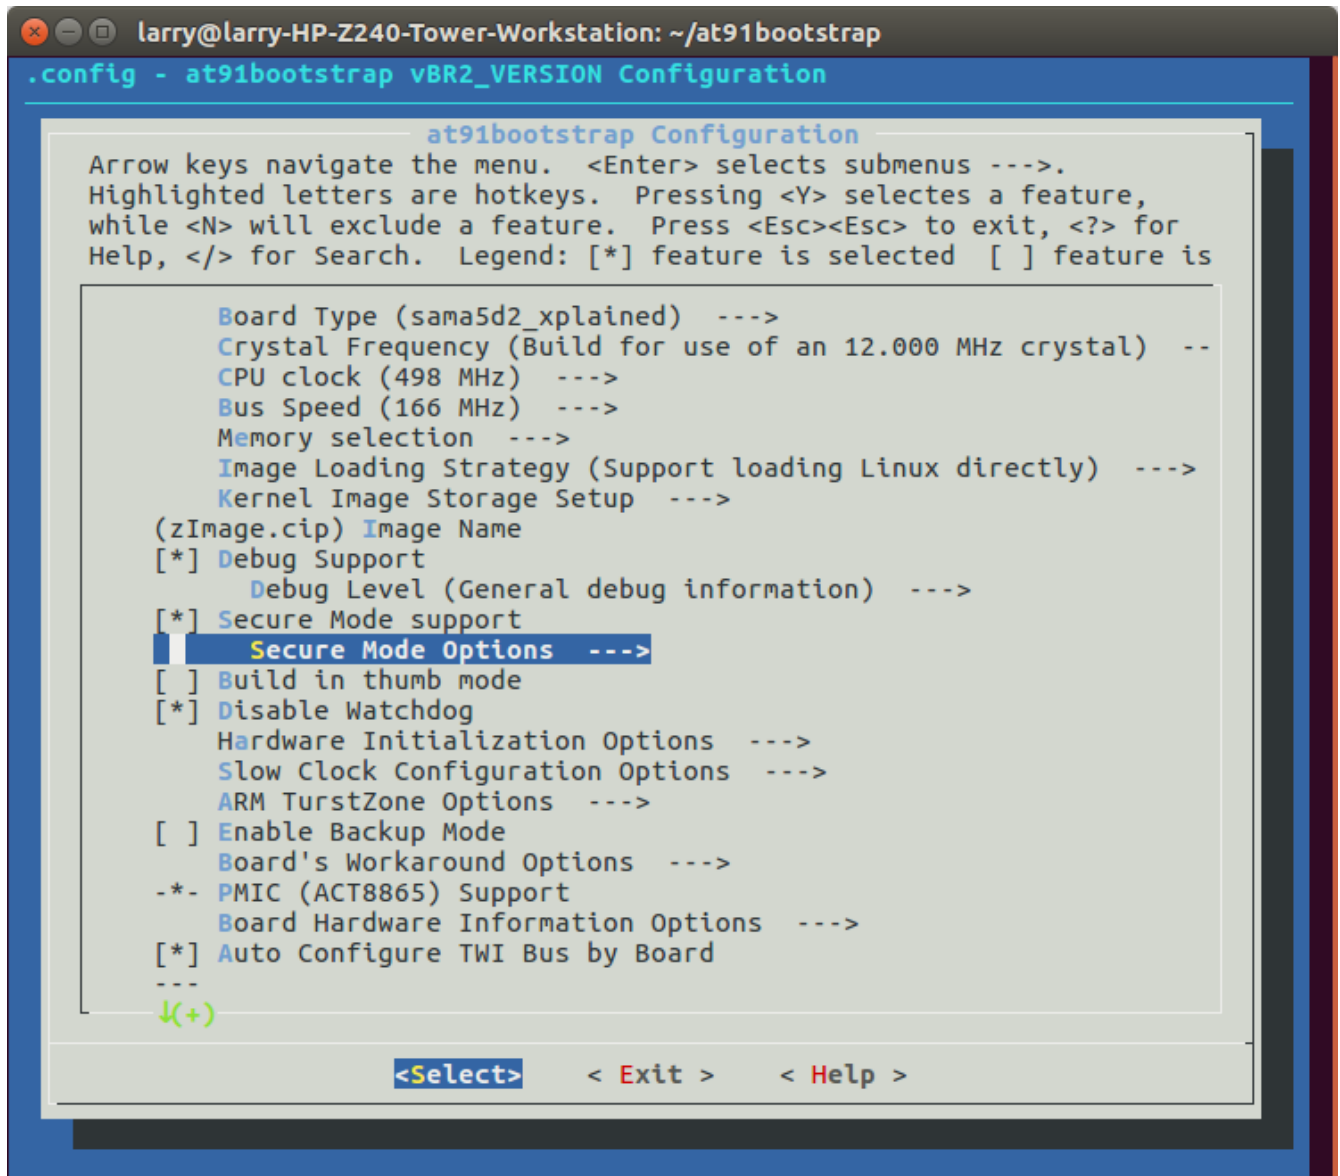 larry@larry-HP-Z240-Tower-Workstation: ~/at91bootstrap
.config - at91bootstrap vBR2_VERSION Configuration
at91bootstrap Configuration
Arrow keys navigate the menu.  <Enter> selects submenus --->.
Highlighted letters are hotkeys.  Pressing <Y> selectes a feature,
while <N> will exclude a feature.  Press <Esc><Esc> to exit, <?> for
Help, </> for Search.  Legend: [*] feature is selected  [ ] feature is
Board Type (sama5d2_xplained)  --->
Crystal Frequency (Build for use of an 12.000 MHz crystal)  --
CPU clock (498 MHz)  --->
Bus Speed (166 MHz)  --->
Memory selection  --->
Image Loading Strategy (Support loading Linux directly)  --->
Kernel Image Storage Setup  --->
(zImage.cip) Image Name
[*] Debug Support
Debug Level (General debug information)  --->
[*] Secure Mode support
Secure Mode Options  --->
[ ] Build in thumb mode
[*] Disable Watchdog
Hardware Initialization Options  --->
Slow Clock Configuration Options  --->
ARM TurstZone Options  --->
[ ] Enable Backup Mode
Board's Workaround Options  --->
-*- PMIC (ACT8865) Support
Board Hardware Information Options  --->
[*] Auto Configure TWI Bus by Board
---
↓(+)
<Select>    < Exit >    < Help >